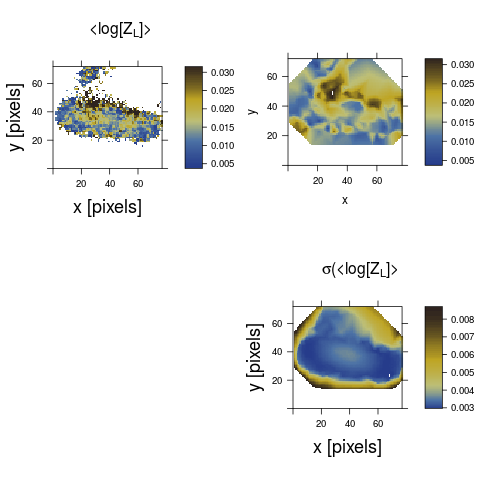 <log[Z_L]>
y [pixels]
60
40
20
20 40 60
x [pixels]
0.030
0.025
0.020
0.015
0.010
0.005
y
60
40
20
20 40 60
x
0.030
0.025
0.020
0.015
0.010
0.005
σ(<log[Z_L]>
y [pixels]
60
40
20
20 40 60
x [pixels]
0.008
0.007
0.006
0.005
0.004
0.003